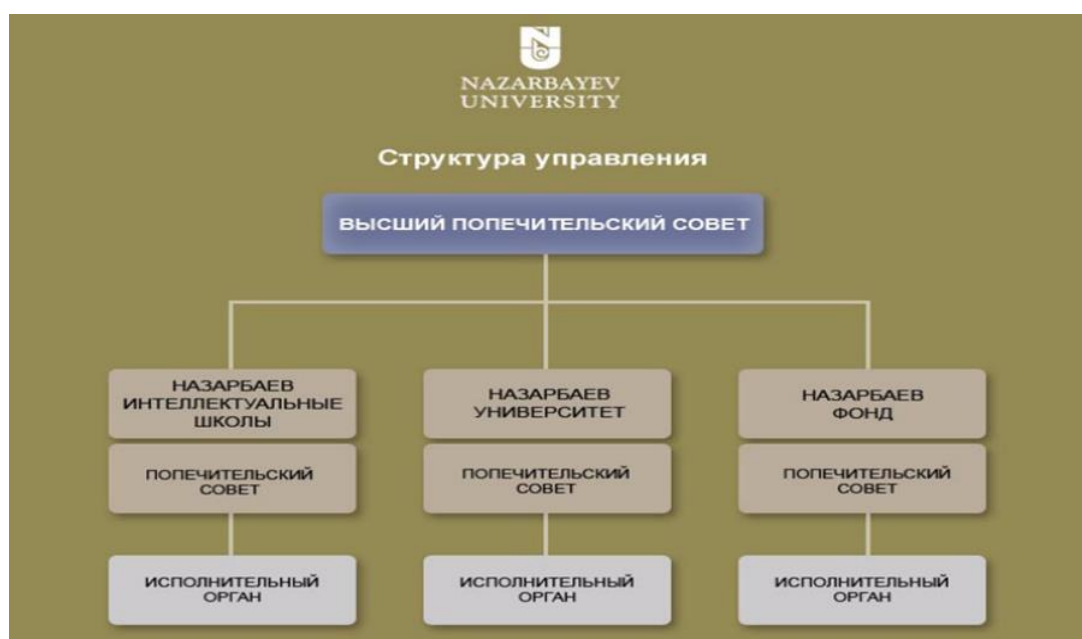 NAZARBAYEV
UNIVERSITY
Структура управления
ВЫСШИЙ ПОПЕЧИТЕЛЬСКИЙ СОВЕТ
НАЗАРБАЕВ
ИНТЕЛЛЕКТУАЛЬНЫЕ
ШКОЛЫ
НАЗАРБАЕВ
УНИВЕРСИТЕТ
НАЗАРБАЕВ
ФОНД
ПОПЕЧИТЕЛЬСКИЙ
СОВЕТ
ПОПЕЧИТЕЛЬСКИЙ
СОВЕТ
ПОПЕЧИТЕЛЬСКИЙ
СОВЕТ
ИСПОЛНИТЕЛЬНЫЙ
ОРГАН
ИСПОЛНИТЕЛЬНЫЙ
ОРГАН
ИСПОЛНИТЕЛЬНЫЙ
ОРГАН